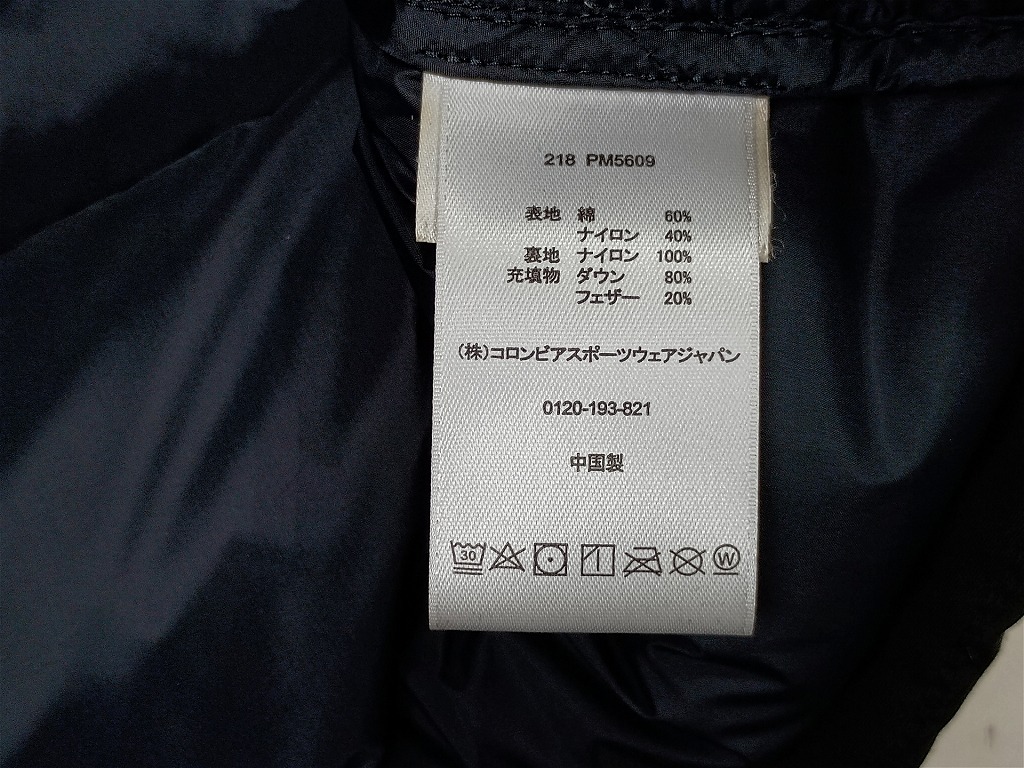 218 PM5609
表地 綿 60%
ナイロン 40%
裏地 ナイロン 100%
充填物 ダウン 80%
フェザー 20%
(株)コロンビアスポーツウェアジャパン
0120-193-821
中国製
30 W